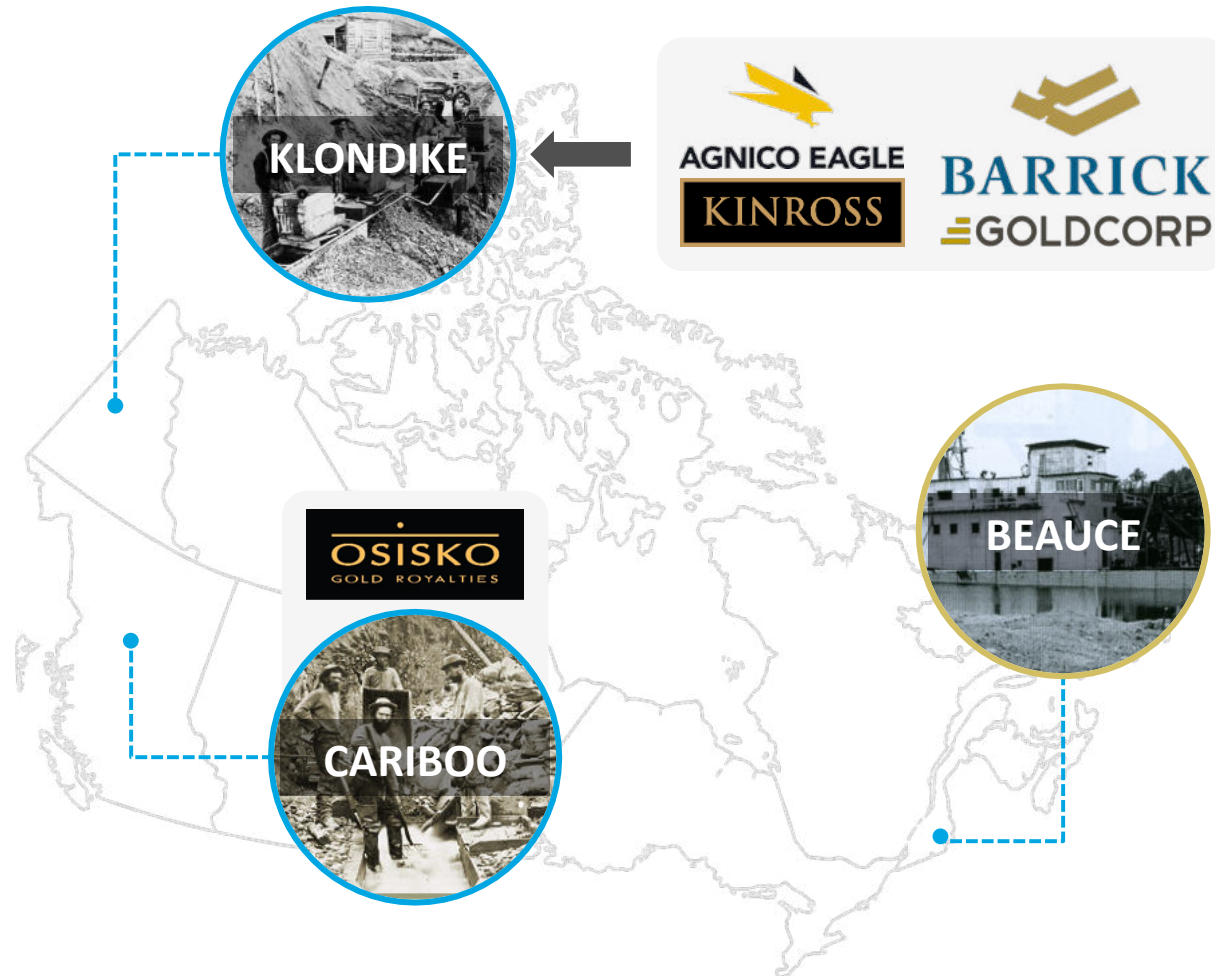 KLONDIKE
AGNICO EAGLE
KINROSS
BARRICK
GOLDCORP
BEAUCE
OSISKO
GOLD ROYALTIES
CARIBOO